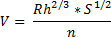 V = Rh^{2/3} * S^{1/2} / n